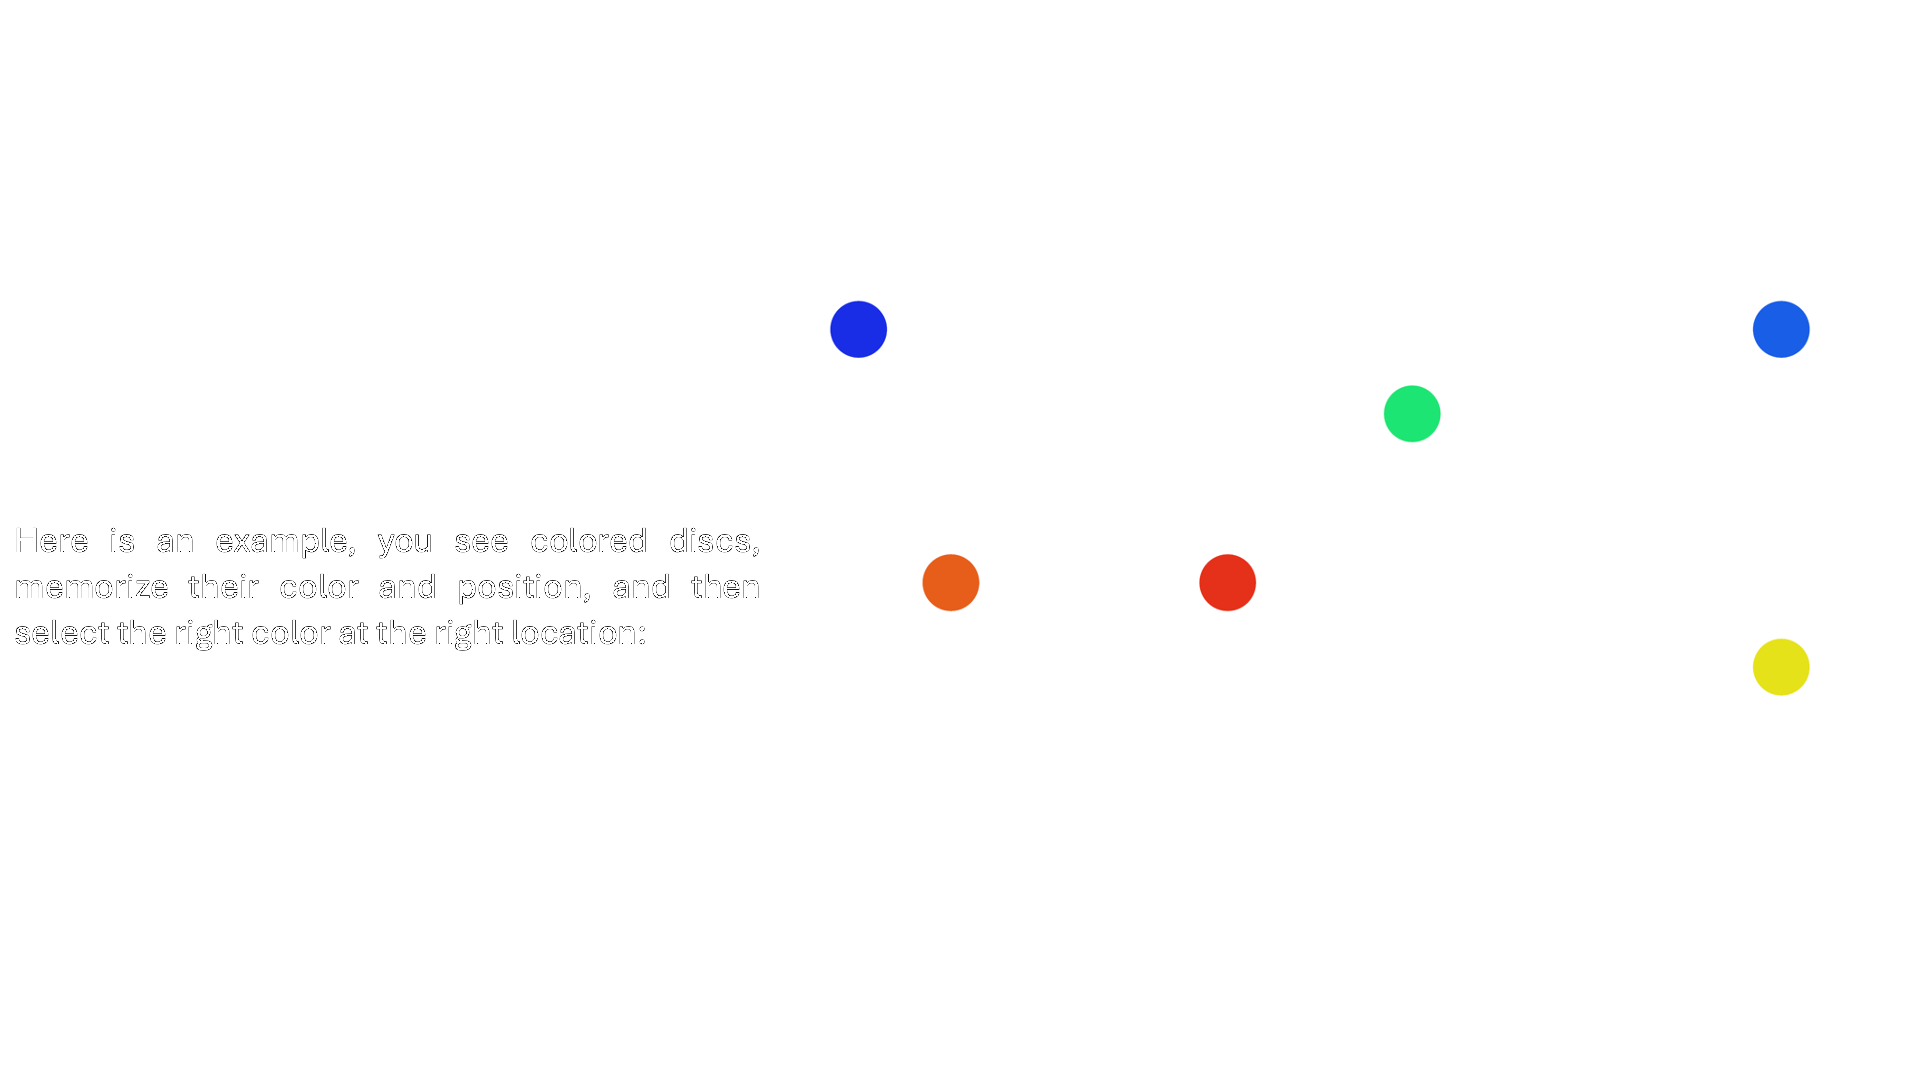 Here is an example, you see colored discs,
memorize their color and position, and then
select the right color at the right location: